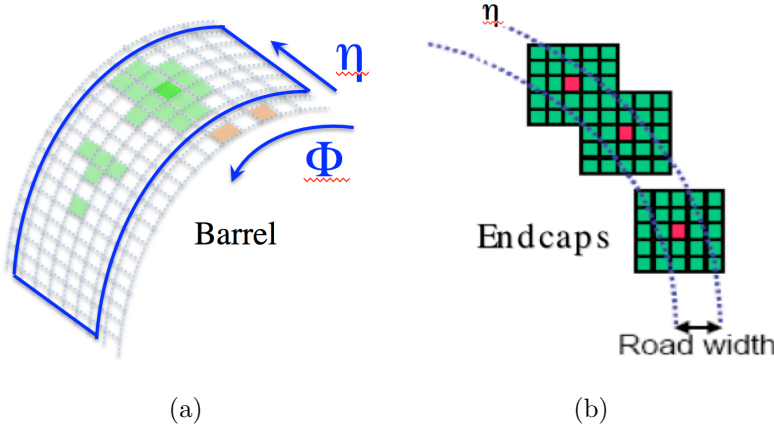 η
Φ
Barrel
(a)
η
Endcaps
Road width
(b)